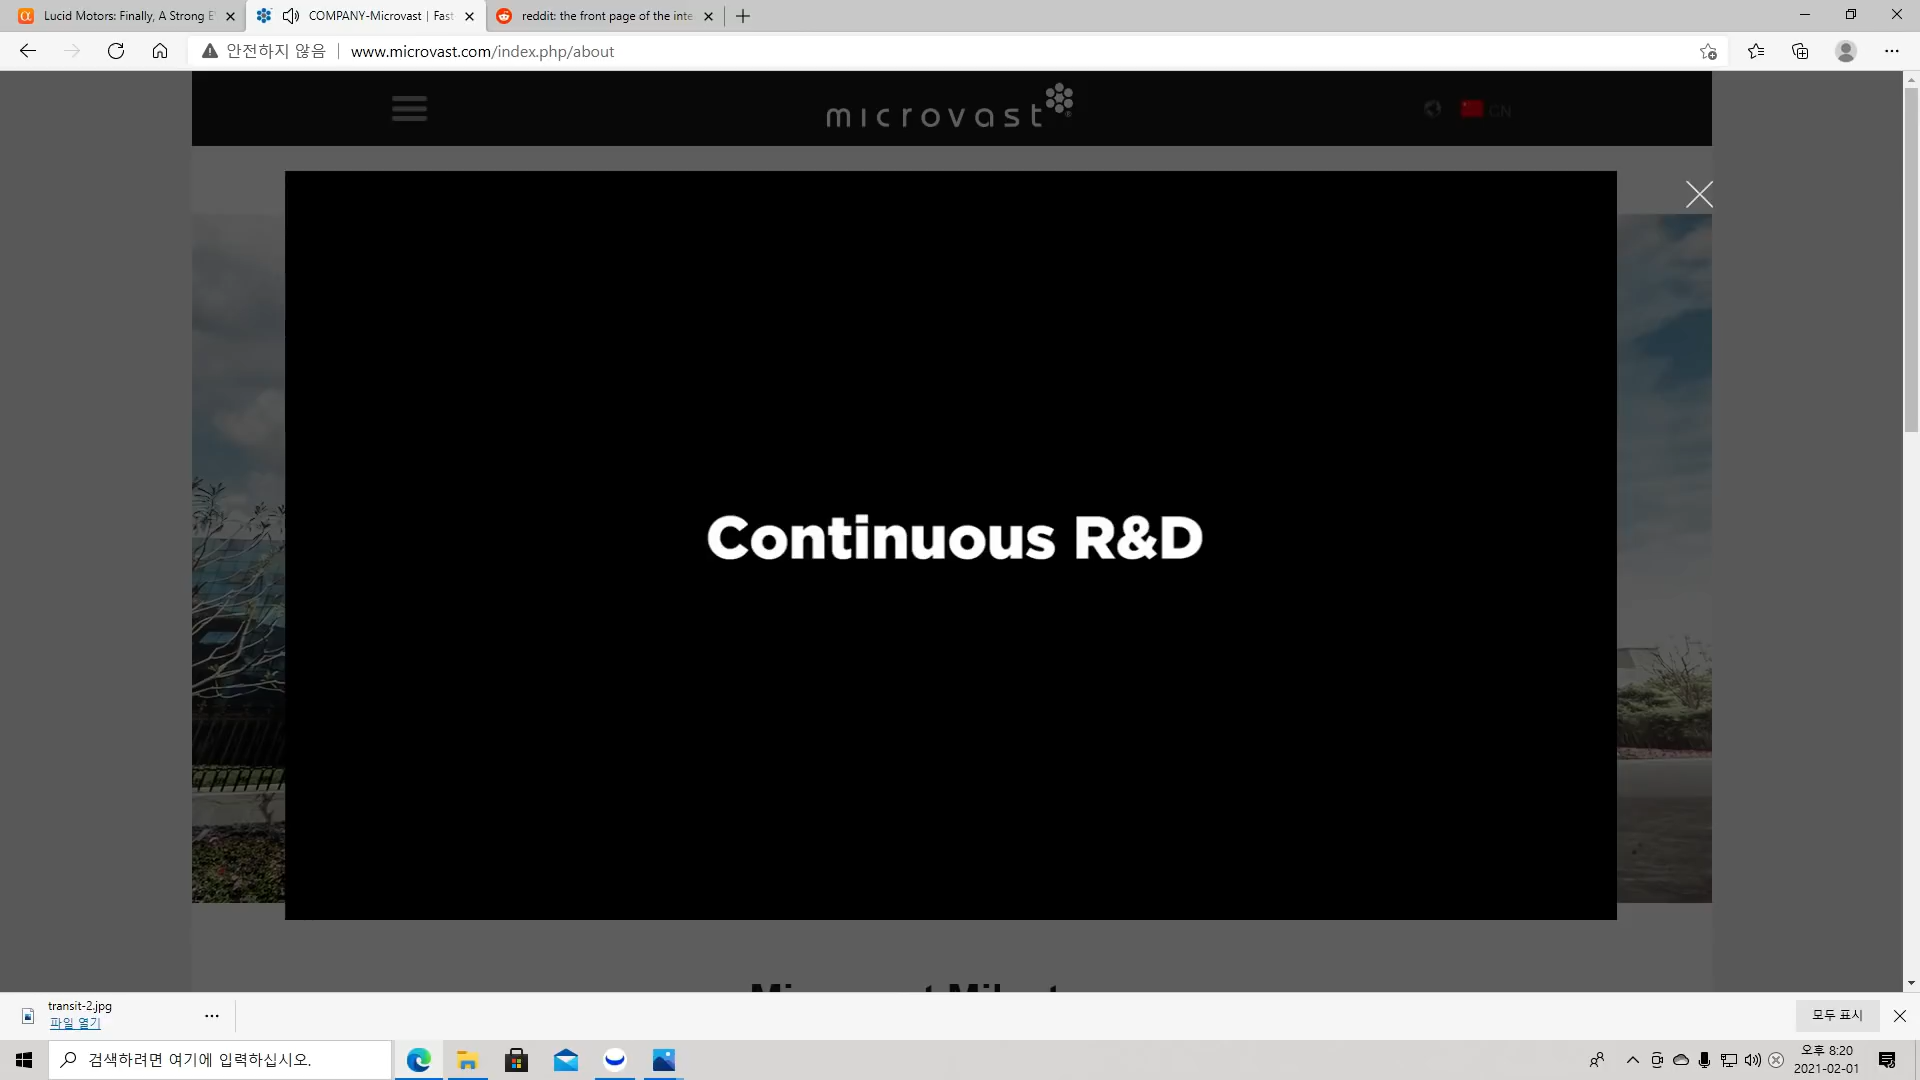 Lucid Motors: Finally, A Strong E
COMPANY-Microvast | Fast
reddit: the front page of the inte
안전하지 않음
www.microvast.com/index.php/about
microvast
CN
Continuous R&D
transit-2.jpg
파일 열기
모두 표시
검색하려면 여기에 입력하십시오.
오후 8:20
2021-02-01